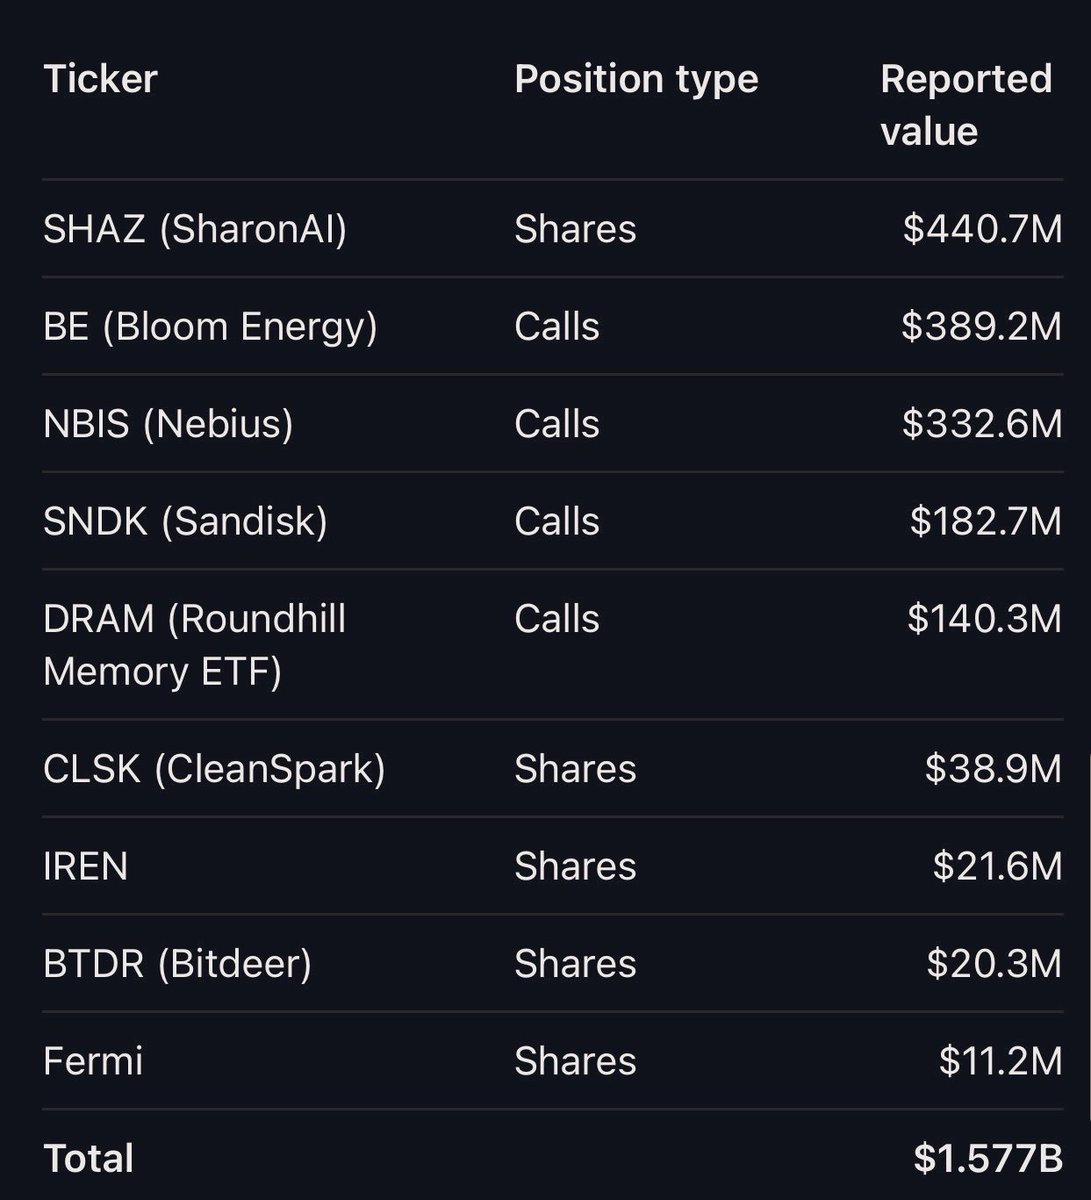 Ticker Position type Reported
value
SHAZ (SharonAI) Shares $440.7M
BE (Bloom Energy) Calls $389.2M
NBIS (Nebius) Calls $332.6M
SNDK (Sandisk) Calls $182.7M
DRAM (Roundhill Calls $140.3M
Memory ETF)
CLSK (CleanSpark) Shares $38.9M
IREN Shares $21.6M
BTDR (Bitdeer) Shares $20.3M
Fermi Shares $11.2M
Total $1.577B